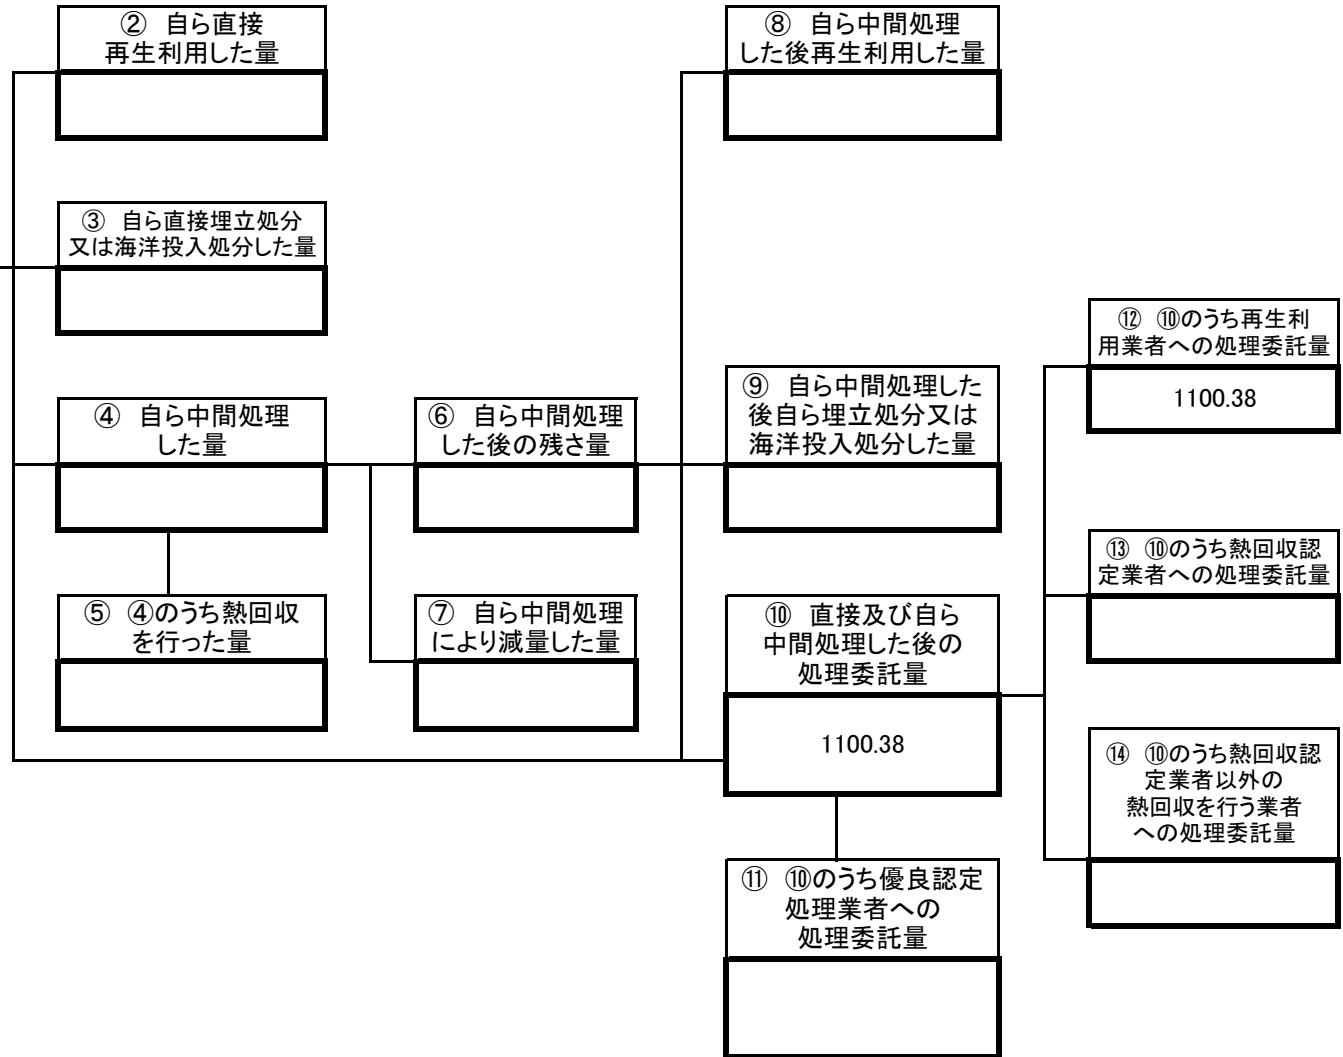 ② 自ら直接
再生利用した量
③ 自ら直接埋立処分
又は海洋投入処分した量
④ 自ら中間処理
した量
⑤ ④のうち熱回収
を行った量
⑥ 自ら中間処理
した後の残さ量
⑦ 自ら中間処理
により減量した量
⑧ 自ら中間処理
した後再生利用した量
⑨ 自ら中間処理した
後自ら埋立処分又は
海洋投入処分した量
⑩ 直接及び自ら
中間処理した後の
処理委託量
1100.38
⑪ ⑩のうち優良認定
処理業者への
処理委託量
⑫ ⑩のうち再生利
用業者への処理委託量
1100.38
⑬ ⑩のうち熱回収認
定業者への処理委託量
⑭ ⑩のうち熱回収認
定業者以外の
熱回収を行う業者
への処理委託量